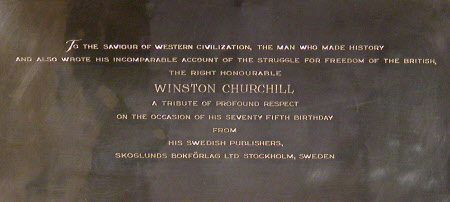 To the saviour of western civilization, the man who made history
and also wrote his incomparable account of the struggle for freedom of the British,
the right honourable
WINSTON CHURCHILL
a tribute of profound respect
on the occasion of his seventy fifth birthday
from
his Swedish publishers,
Skoglunds Bokförlag Ltd Stockholm, Sweden